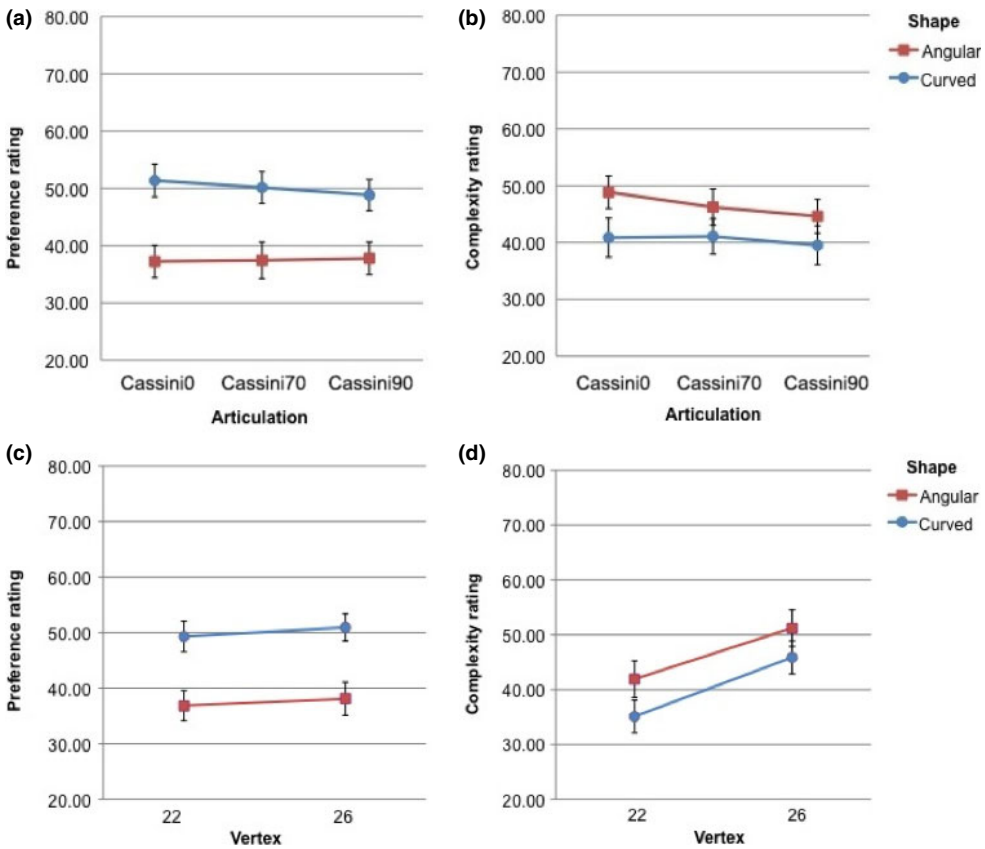 (a)
80.00
70.00
60.00
50.00
40.00
30.00
20.00
Preference rating
Cassini0 Cassini70 Cassini90
Articulation
(b)
80.00
70.00
60.00
50.00
40.00
30.00
20.00
Complexity rating
Cassini0 Cassini70 Cassini90
Articulation
Shape
Angular
Curved
(c)
80.00
70.00
60.00
50.00
40.00
30.00
20.00
Preference rating
22 26
Vertex
(d)
80.00
70.00
60.00
50.00
40.00
30.00
20.00
Complexity rating
22 26
Vertex
Shape
Angular
Curved